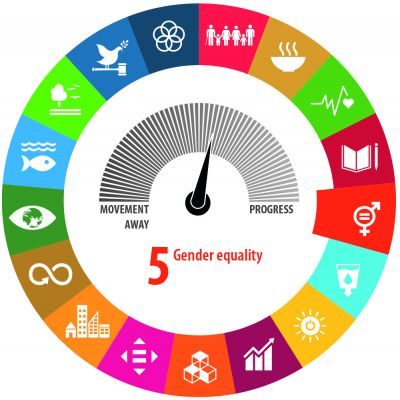 MOVEMENT
AWAY
PROGRESS
5 Gender equality